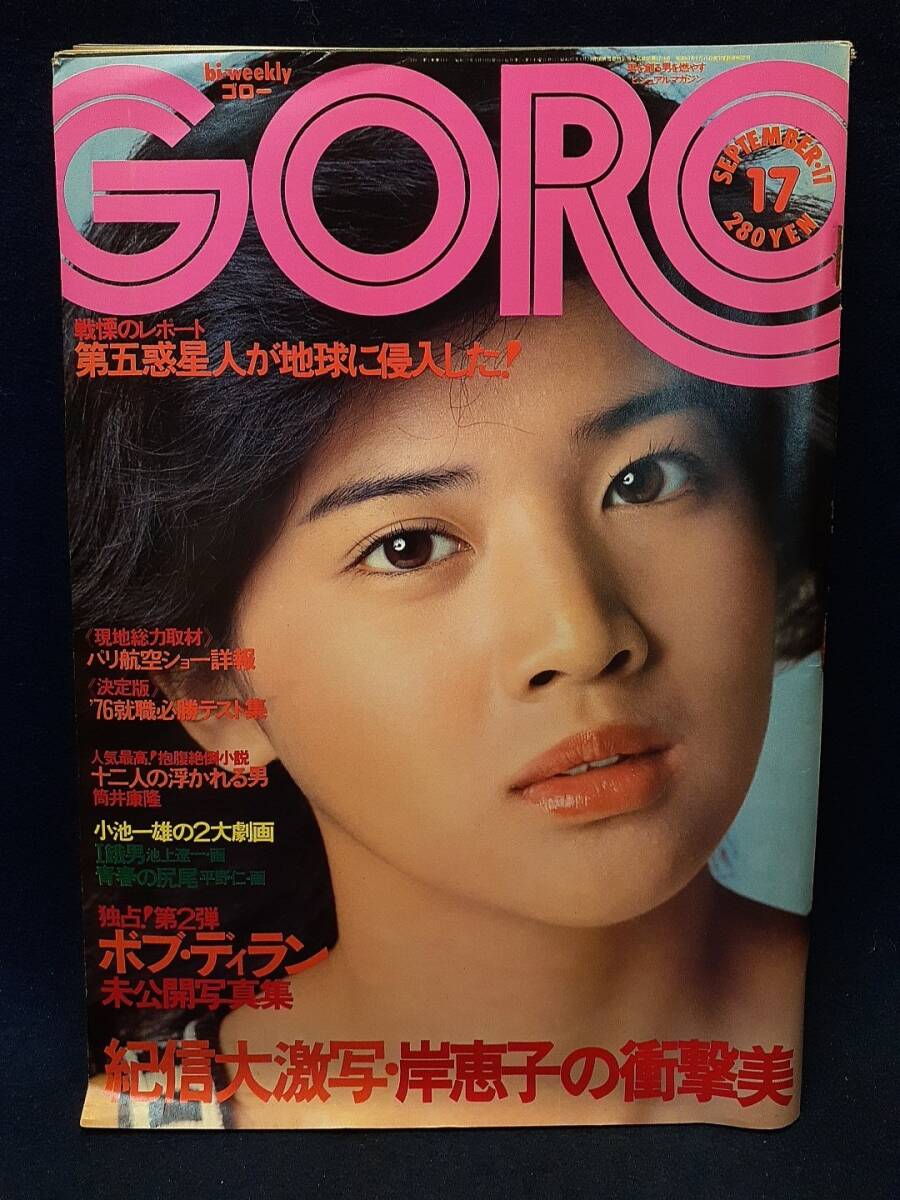 bi-weekly
ゴロー
GORO
SEPTEMBER・11
17
280YEN
戦慄のレポート
第五惑星人が地球に侵入した!
《現地総力取材》
パリ航空ショー詳報
《決定版》
'76就職・必勝テスト集
人気最高!抱腹絶倒小説
十二人の浮かれる男
筒井康隆
小池一雄の2大劇画
I餓男 池上遼一・画
青春の尻尾 平野仁・画
独占!第2弾
ボブ・ディラン
未公開写真集
紀信大激写・岸恵子の衝撃美